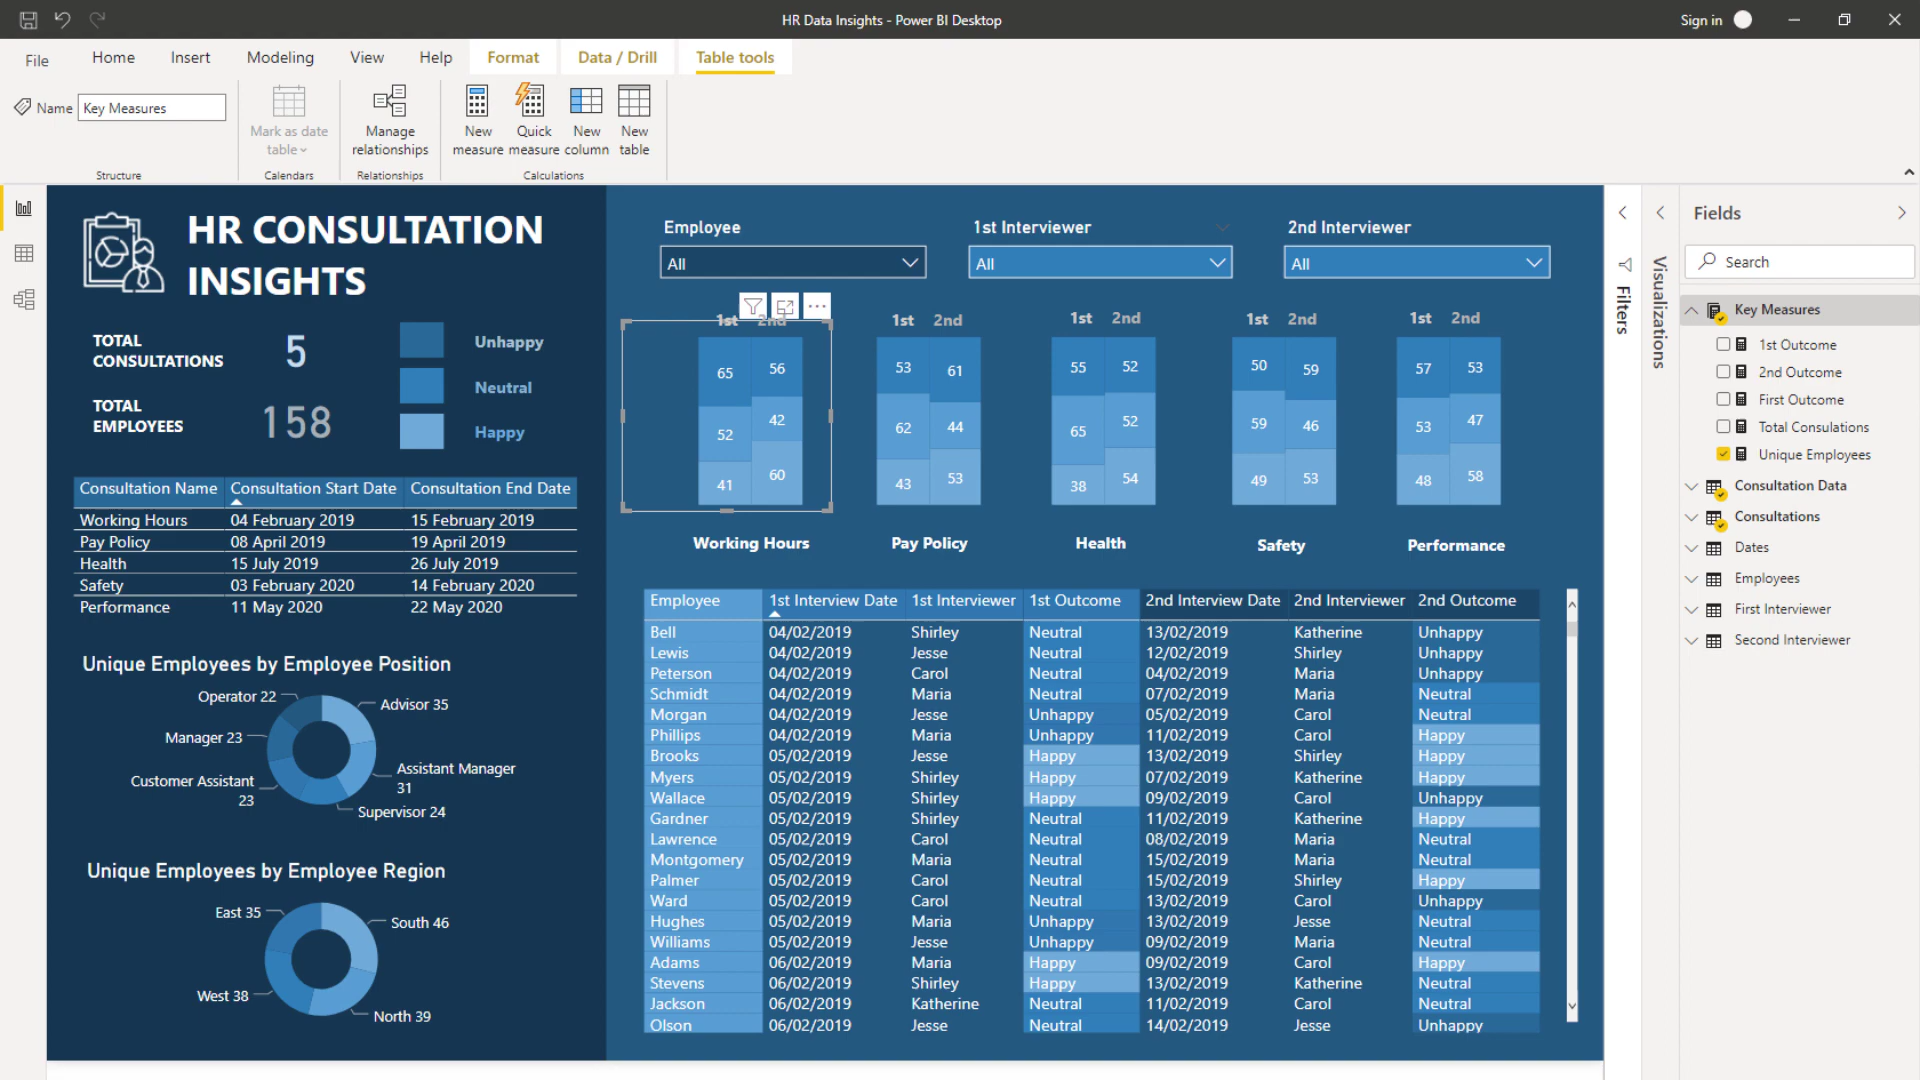 HR Data Insights - Power BI Desktop
Sign in
File
Home
Insert
Modeling
View
Help
Format
Data / Drill
Table tools
Name
Key Measures
Mark as date
table
Manage
relationships
New
measure
Quick
measure
New
column
New
table
Structure
Calendars
Relationships
Calculations
HR CONSULTATION
INSIGHTS
TOTAL
CONSULTATIONS
5
TOTAL
EMPLOYEES
158
Unhappy
Neutral
Happy
Consultation Name Consultation Start Date Consultation End Date
Working Hours 04 February 2019 15 February 2019
Pay Policy 08 April 2019 19 April 2019
Health 15 July 2019 26 July 2019
Safety 03 February 2020 14 February 2020
Performance 11 May 2020 22 May 2020
Unique Employees by Employee Position
Operator 22
Advisor 35
Manager 23
Assistant Manager
31
Customer Assistant
23
Supervisor 24
Unique Employees by Employee Region
East 35
South 46
West 38
North 39
Employee
All
1st Interviewer
All
2nd Interviewer
All
1st 2nd
65 56
52 42
41 60
Working Hours
1st 2nd
53 61
62 44
43 53
Pay Policy
1st 2nd
55 52
65 52
38 54
Health
1st 2nd
50 59
59 46
49 53
Safety
1st 2nd
57 53
53 47
48 58
Performance
Employee 1st Interview Date 1st Interviewer 1st Outcome 2nd Interview Date 2nd Interviewer 2nd Outcome
Bell 04/02/2019 Shirley Neutral 13/02/2019 Katherine Unhappy
Lewis 04/02/2019 Jesse Neutral 12/02/2019 Shirley Unhappy
Peterson 04/02/2019 Carol Neutral 04/02/2019 Maria Unhappy
Schmidt 04/02/2019 Maria Neutral 07/02/2019 Maria Neutral
Morgan 04/02/2019 Jesse Unhappy 05/02/2019 Carol Neutral
Phillips 04/02/2019 Maria Unhappy 11/02/2019 Carol Happy
Brooks 05/02/2019 Jesse Happy 13/02/2019 Shirley Happy
Myers 05/02/2019 Shirley Happy 07/02/2019 Katherine Happy
Wallace 05/02/2019 Shirley Happy 09/02/2019 Carol Unhappy
Gardner 05/02/2019 Shirley Neutral 11/02/2019 Katherine Happy
Lawrence 05/02/2019 Carol Neutral 08/02/2019 Maria Neutral
Montgomery 05/02/2019 Maria Neutral 15/02/2019 Maria Neutral
Palmer 05/02/2019 Carol Neutral 15/02/2019 Shirley Happy
Ward 05/02/2019 Carol Neutral 13/02/2019 Carol Unhappy
Hughes 05/02/2019 Maria Unhappy 13/02/2019 Jesse Neutral
Williams 05/02/2019 Jesse Unhappy 09/02/2019 Maria Neutral
Adams 06/02/2019 Maria Happy 09/02/2019 Carol Happy
Stevens 06/02/2019 Shirley Happy 13/02/2019 Katherine Neutral
Jackson 06/02/2019 Katherine Neutral 11/02/2019 Carol Neutral
Olson 06/02/2019 Jesse Neutral 14/02/2019 Jesse Unhappy
Filters
Visualizations
Fields
Search
Key Measures
1st Outcome
2nd Outcome
First Outcome
Total Consulations
Unique Employees
Consultation Data
Consultations
Dates
Employees
First Interviewer
Second Interviewer